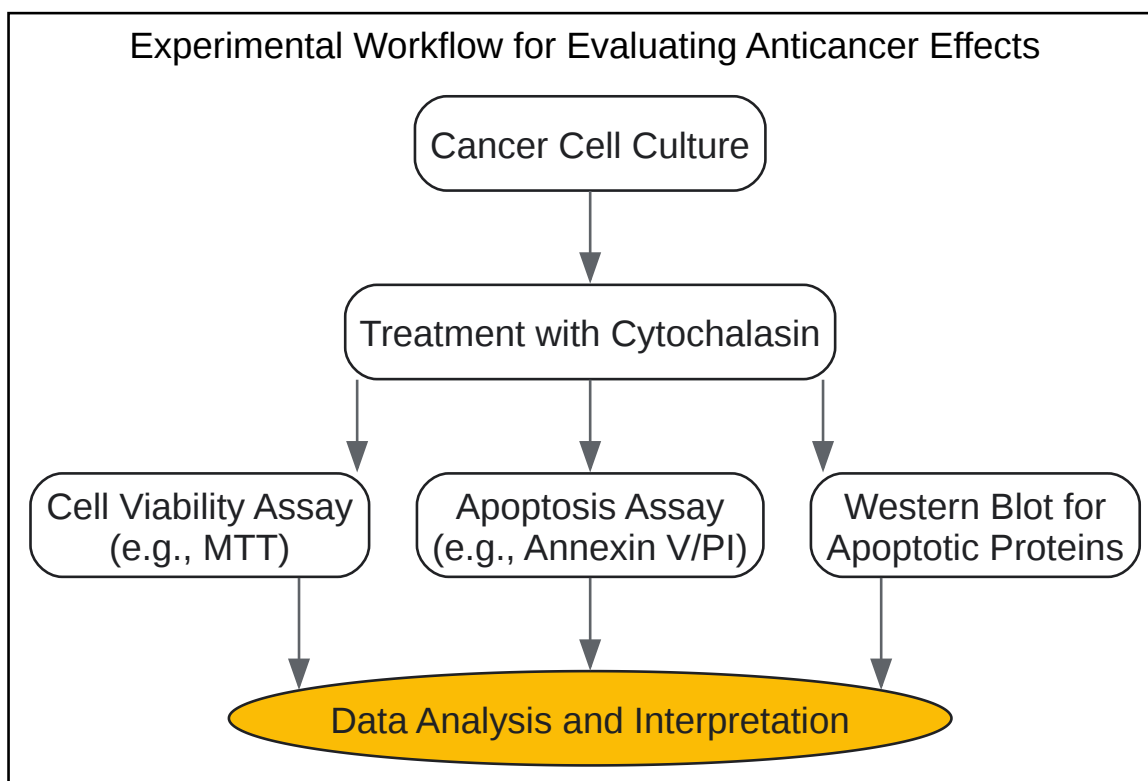 Experimental Workflow for Evaluating Anticancer Effects
Cancer Cell Culture
Treatment with Cytochalasin
Cell Viability Assay
(e.g., MTT)
Apoptosis Assay
(e.g., Annexin V/PI)
Western Blot for
Apoptotic Proteins
Data Analysis and Interpretation